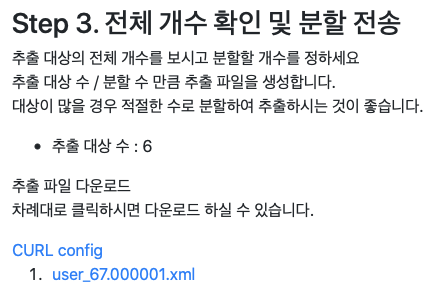 Step 3. 전체 개수 확인 및 분할 전송
추출 대상의 전체 개수를 보시고 분할할 개수를 정하세요
추출 대상 수 / 분할 수 만큼 추출 파일을 생성합니다.
대상이 많을 경우 적절한 수로 분할하여 추출하시는 것이 좋습니다.
• 추출 대상 수 : 6
추출 파일 다운로드
차례대로 클릭하시면 다운로드 하실 수 있습니다.
CURL config
1. user_67.000001.xml